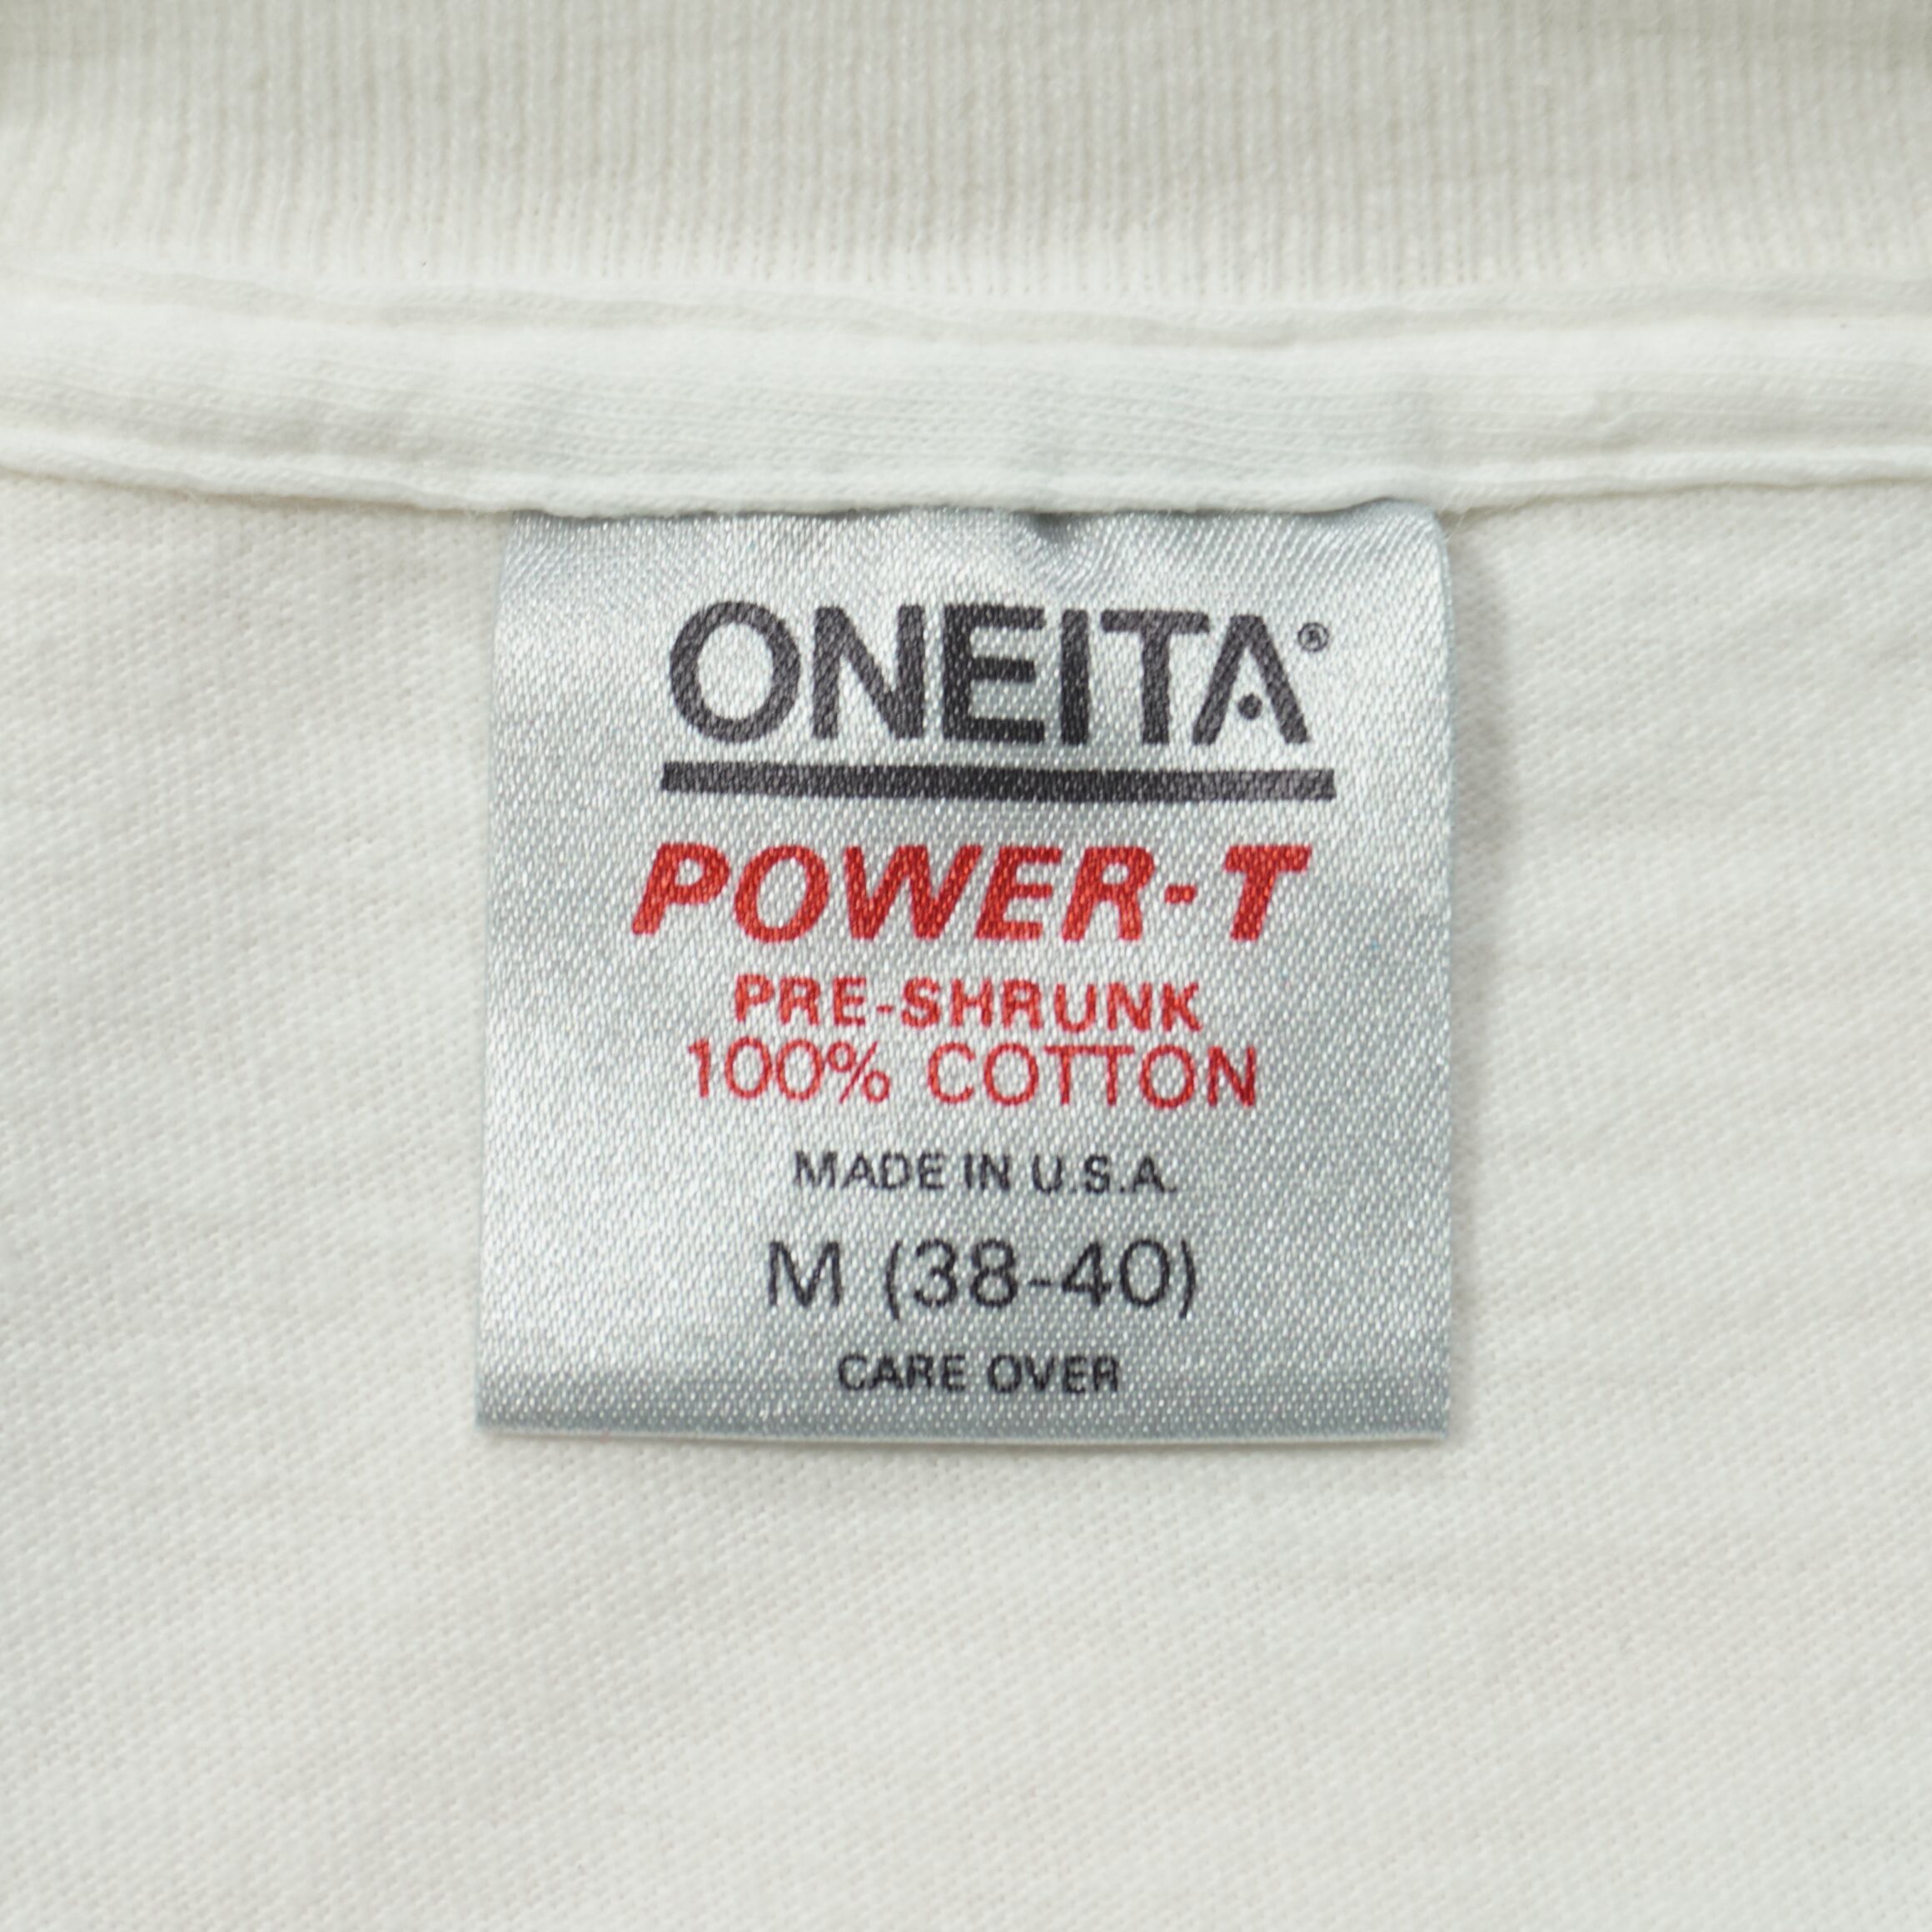 ONEITA®
POWER-T
PRE-SHRUNK
100% COTTON
MADE IN U.S.A.
M (38-40)
CARE OVER